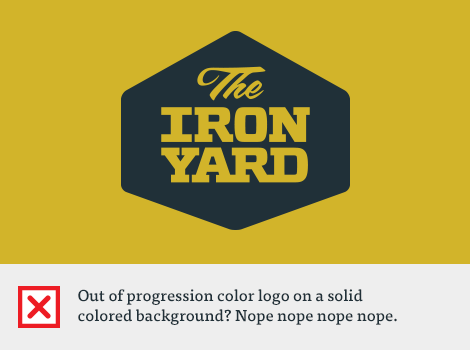 The
IRON
YARD
Out of progression color logo on a solid
colored background? Nope nope nope nope.